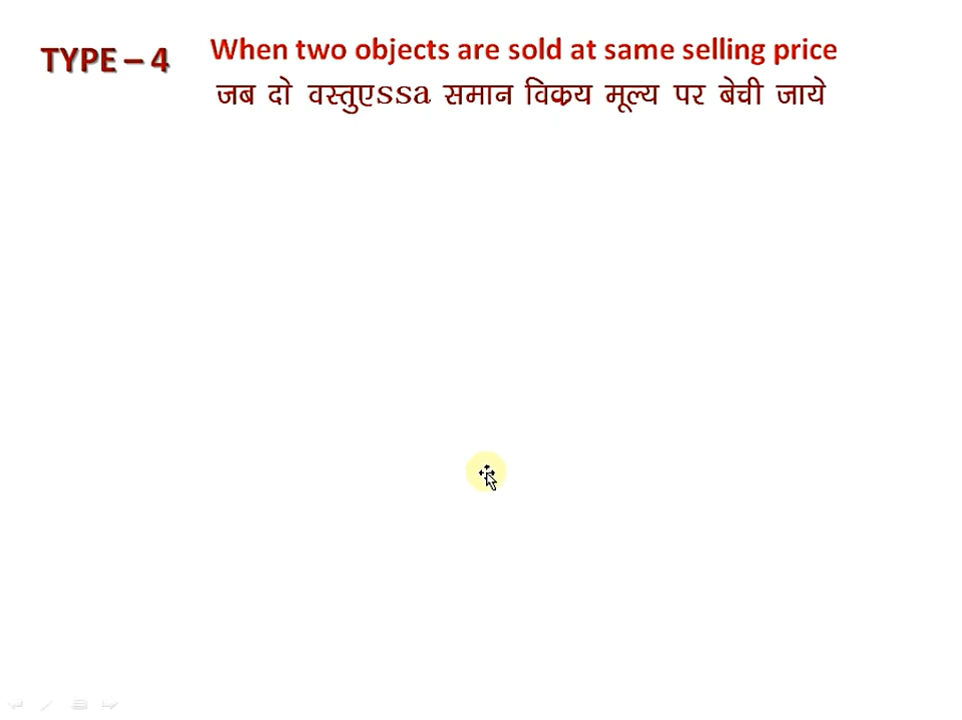 TYPE – 4
When two objects are sold at same selling price
जब दो वस्तुएssa समान विक्रय मूल्य पर बेची जाये